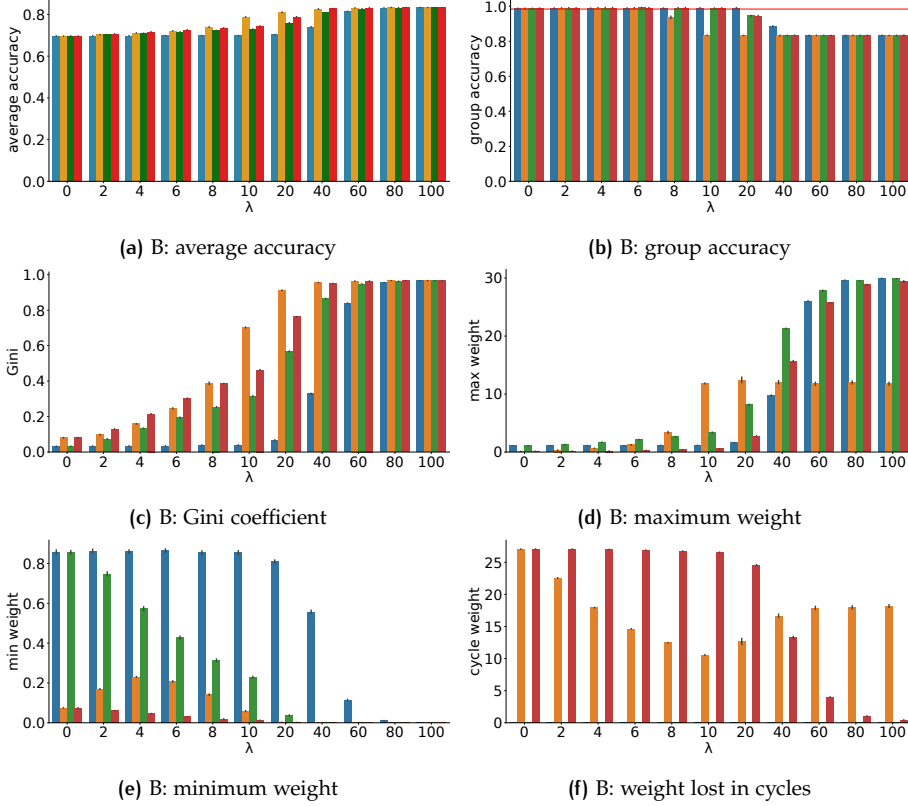 0.8
0.6
0.4
0.2
0.0
average accuracy
0 2 4 6 8 10 20 40 60 80 100
λ
(a) B: average accuracy
1.0
0.8
0.6
0.4
0.2
0.0
group accuracy
0 2 4 6 8 10 20 40 60 80 100
λ
(b) B: group accuracy
1.0
0.8
0.6
0.4
0.2
0.0
Gini
0 2 4 6 8 10 20 40 60 80 100
λ
(c) B: Gini coefficient
30
20
10
0
max weight
0 2 4 6 8 10 20 40 60 80 100
λ
(d) B: maximum weight
0.8
0.6
0.4
0.2
0.0
min weight
0 2 4 6 8 10 20 40 60 80 100
λ
(e) B: minimum weight
25
20
15
10
5
0
cycle weight
0 2 4 6 8 10 20 40 60 80 100
λ
(f) B: weight lost in cycles